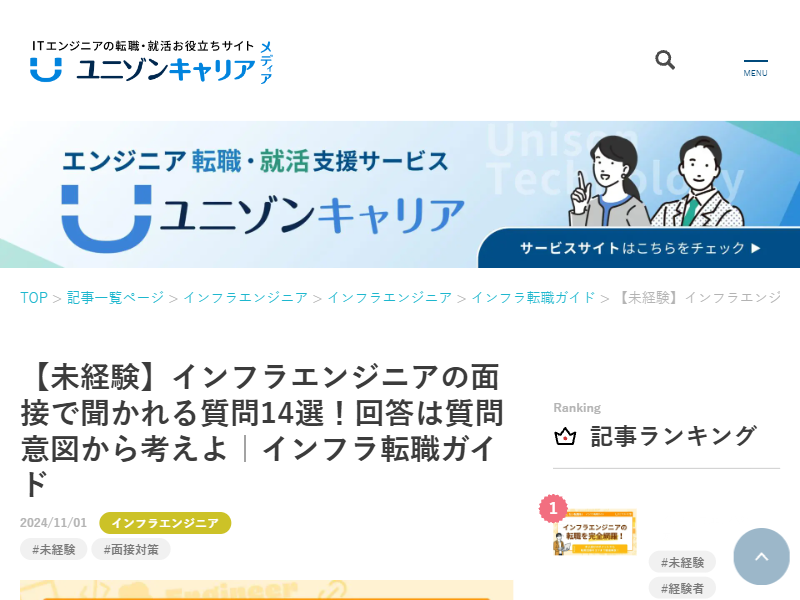 ITエンジニアの転職・就活お役立ちサイト
ユニゾンキャリア メディア
MENU
Unison
Technology
エンジニア転職・就活支援サービス
ユニゾンキャリア
サービスサイトはこちらをチェック ▶
TOP > 記事一覧ページ > インフラエンジニア > インフラエンジニア > インフラ転職ガイド > 【未経験】インフラエンジ
【未経験】インフラエンジニアの面
接で聞かれる質問14選！回答は質問
意図から考えよ｜インフラ転職ガイ
ド
2024/11/01 インフラエンジニア
#未経験 #面接対策
Engineer
Ranking
記事ランキング
1
インフラエンジニアの
転職を完全網羅！
#未経験
#経験者